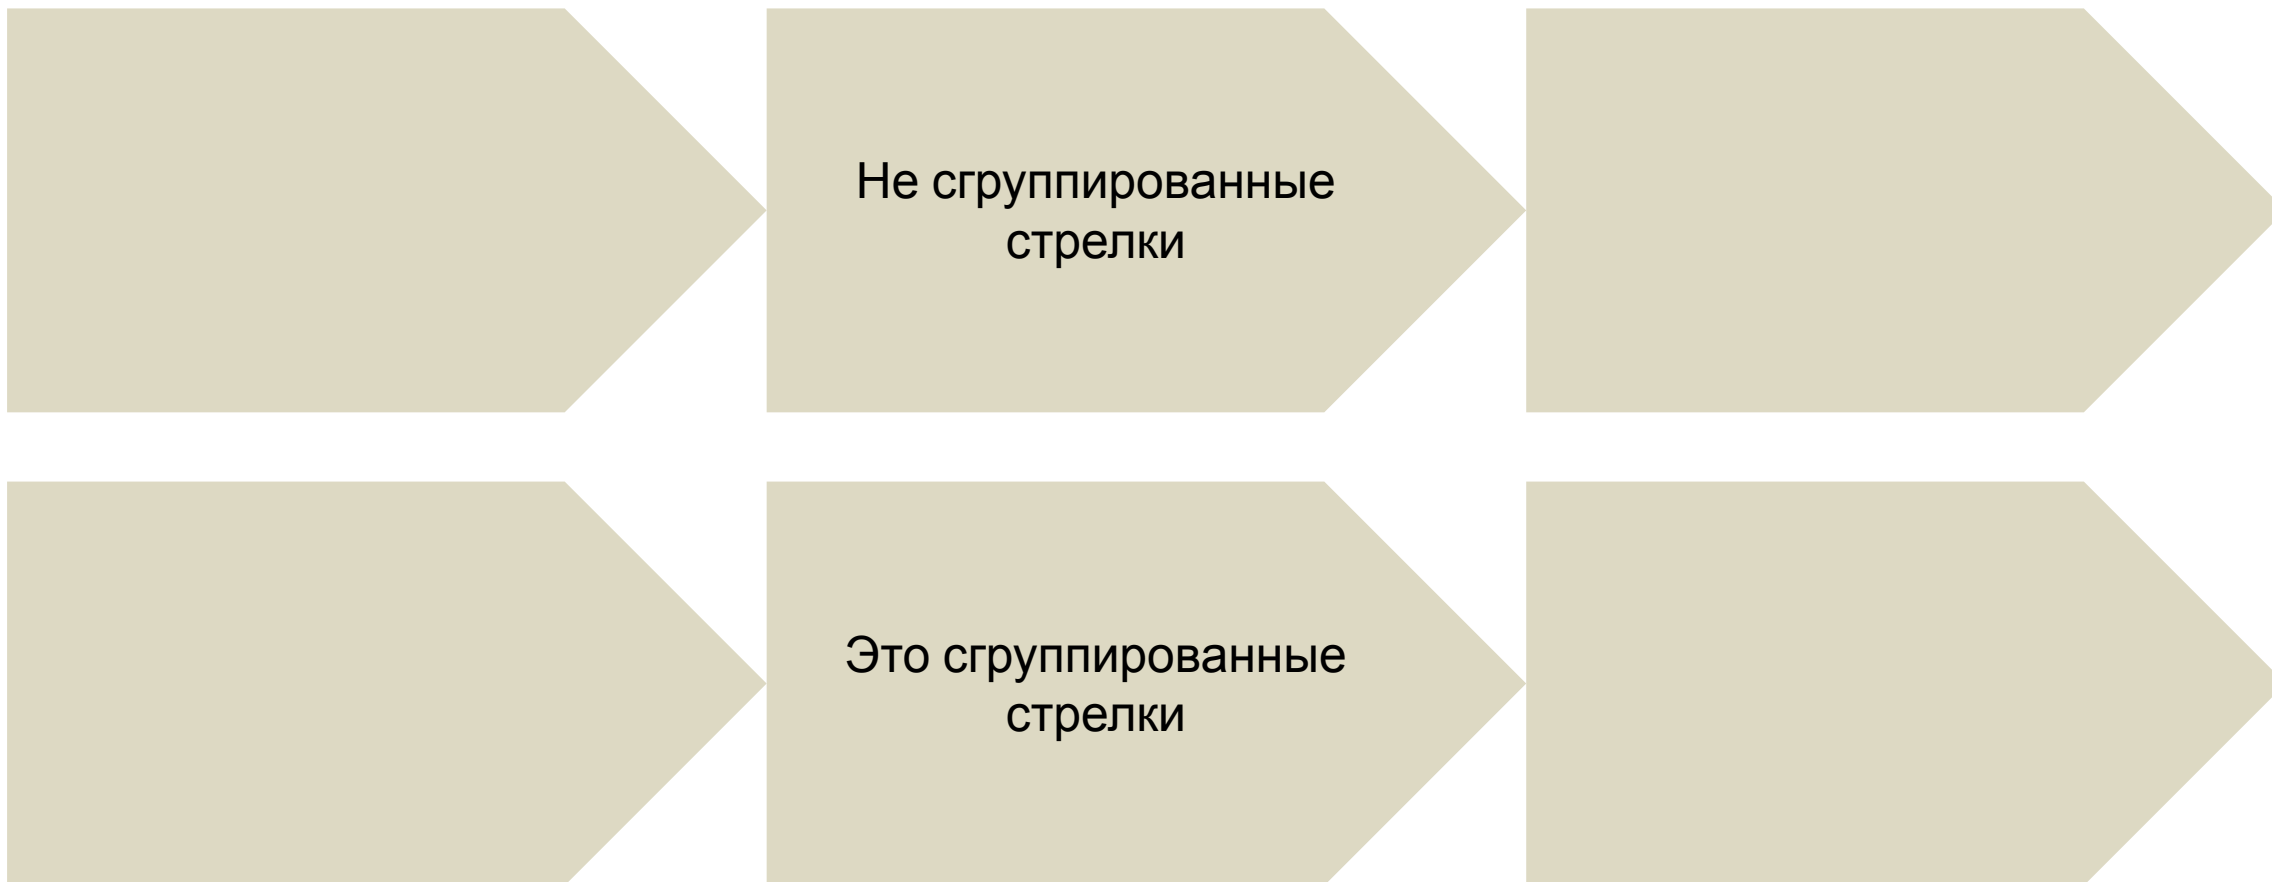 Не сгруппированные
стрелки
Это сгруппированные
стрелки